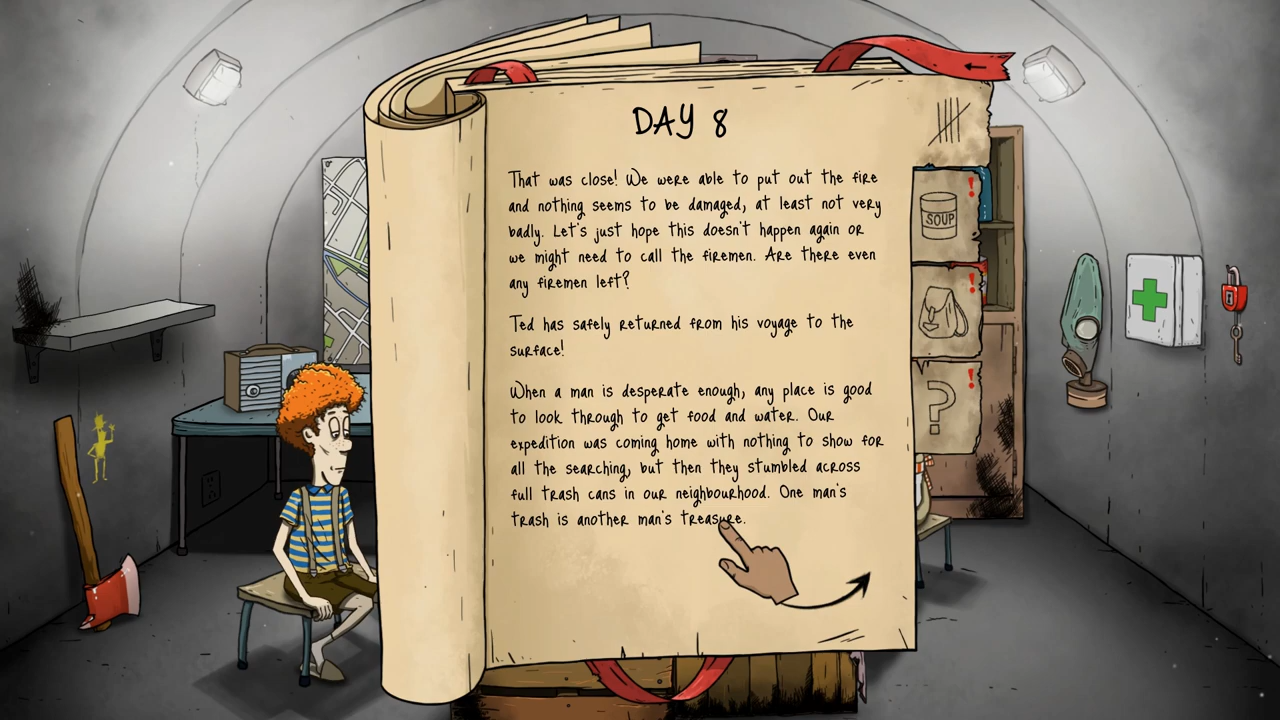 DAY 8
That was close! We were able to put out the fire
and nothing seems to be damaged, at least not very
badly. Let's just hope this doesn't happen again or
we might need to call the firemen. Are there even
any firemen left?
Ted has safely returned from his voyage to the
surface!
When a man is desperate enough, any place is good
to look through to get food and water. Our
expedition was coming home with nothing to show for
all the searching, but then they stumbled across
full trash cans in our neighbourhood. One man's
trash is another man's treasure.
!
SOUP
!
!
?